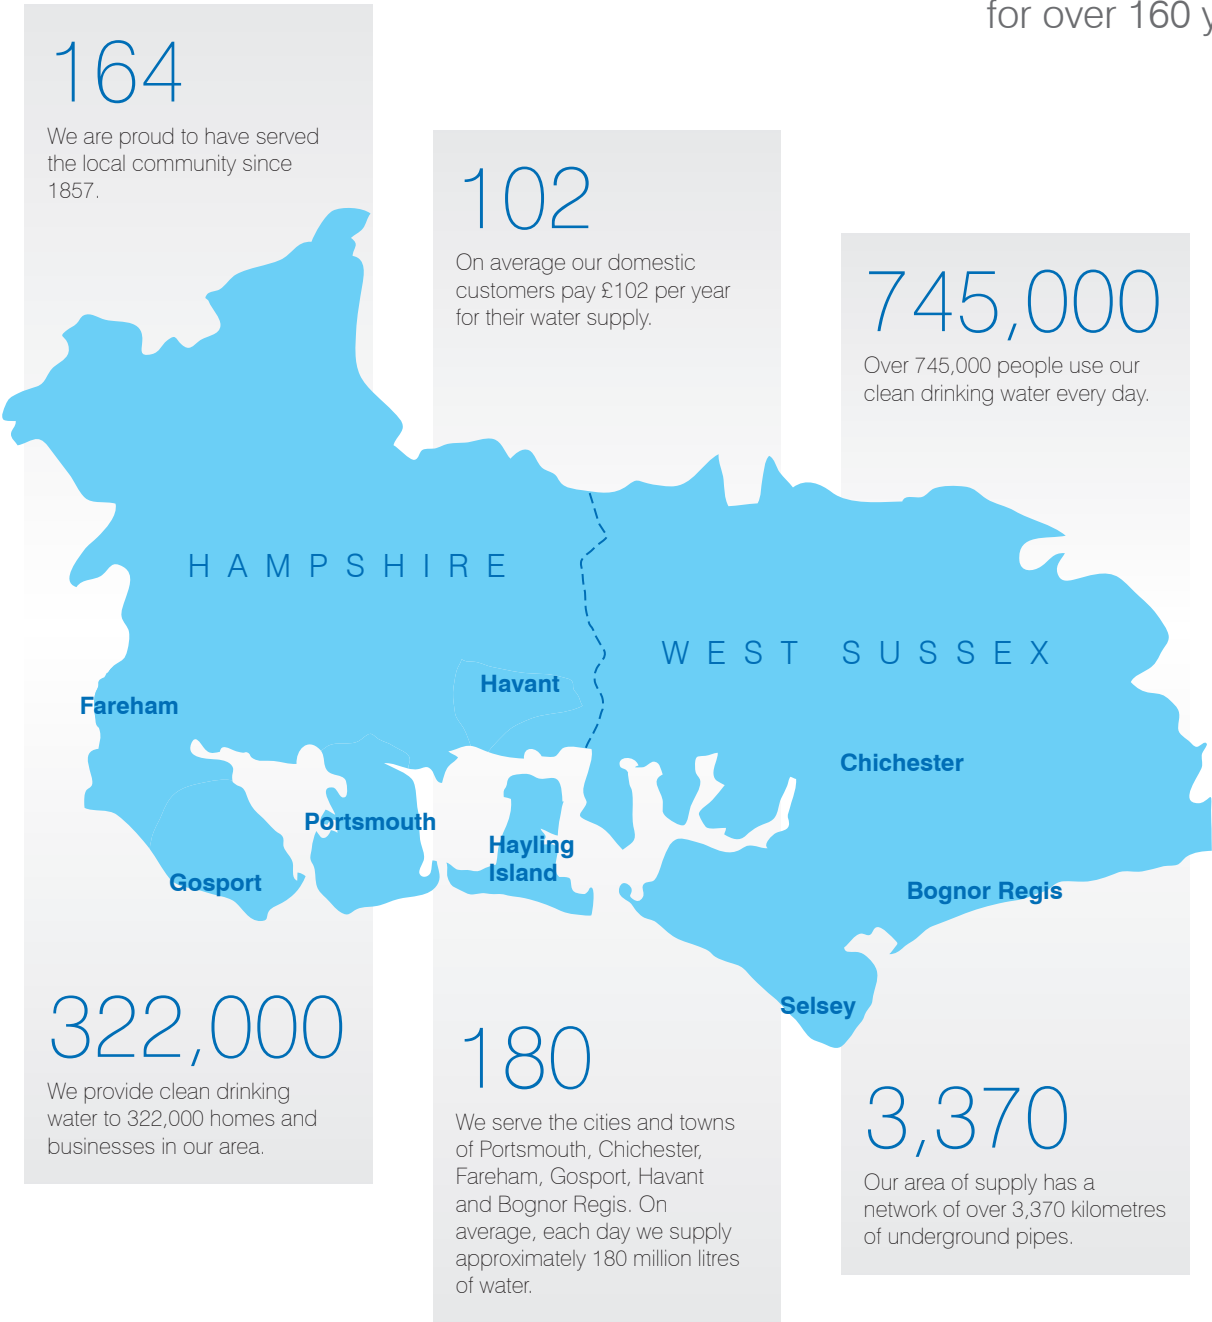 for over 160 y
164
We are proud to have served
the local community since
1857.
102
On average our domestic
customers pay £102 per year
for their water supply.
745,000
Over 745,000 people use our
clean drinking water every day.
HAMPSHIRE
WEST SUSSEX
Havant
Fareham
Chichester
Portsmouth
Hayling
Island
Gosport
Bognor Regis
Selsey
322,000
We provide clean drinking
water to 322,000 homes and
businesses in our area.
180
We serve the cities and towns
of Portsmouth, Chichester,
Fareham, Gosport, Havant
and Bognor Regis. On
average, each day we supply
approximately 180 million litres
of water.
3,370
Our area of supply has a
network of over 3,370 kilometres
of underground pipes.